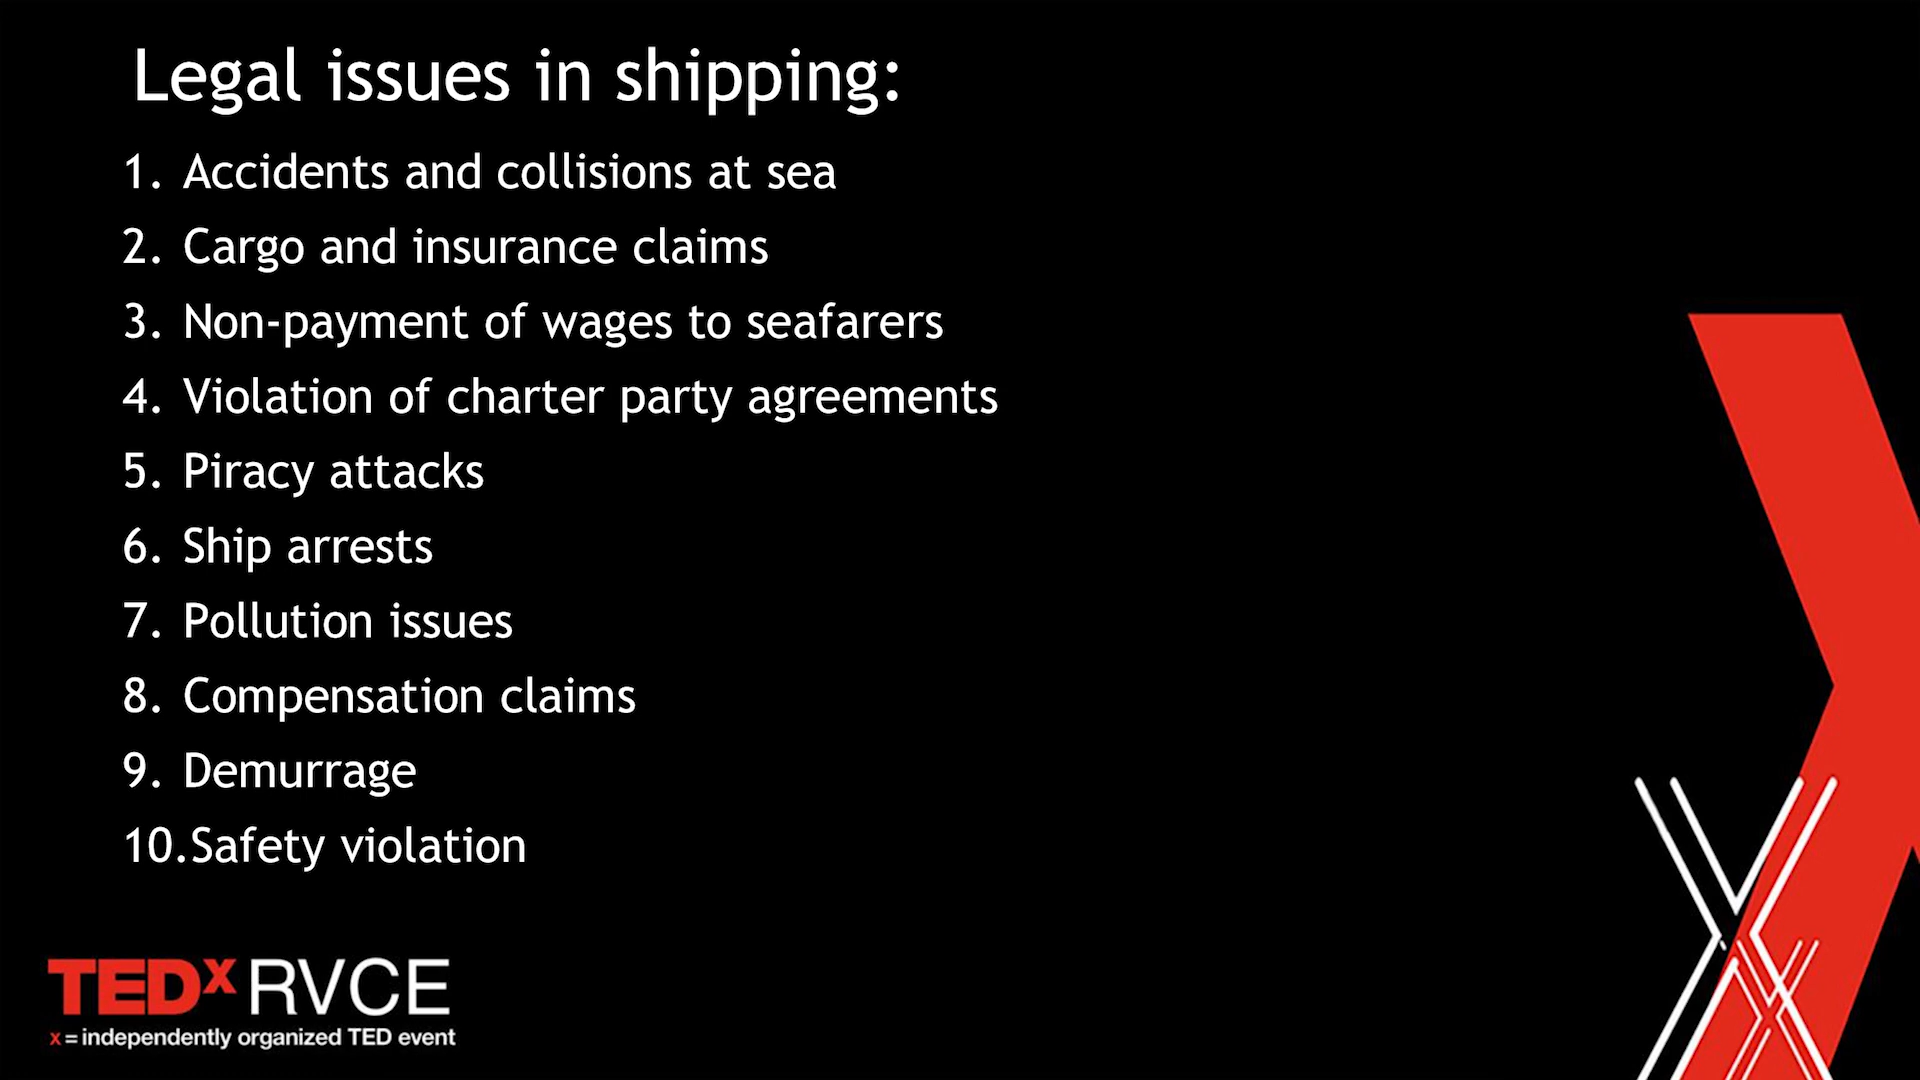 Legal issues in shipping:
1. Accidents and collisions at sea
2. Cargo and insurance claims
3. Non-payment of wages to seafarers
4. Violation of charter party agreements
5. Piracy attacks
6. Ship arrests
7. Pollution issues
8. Compensation claims
9. Demurrage
10.Safety violation
TEDx RVCE
x = independently organized TED event